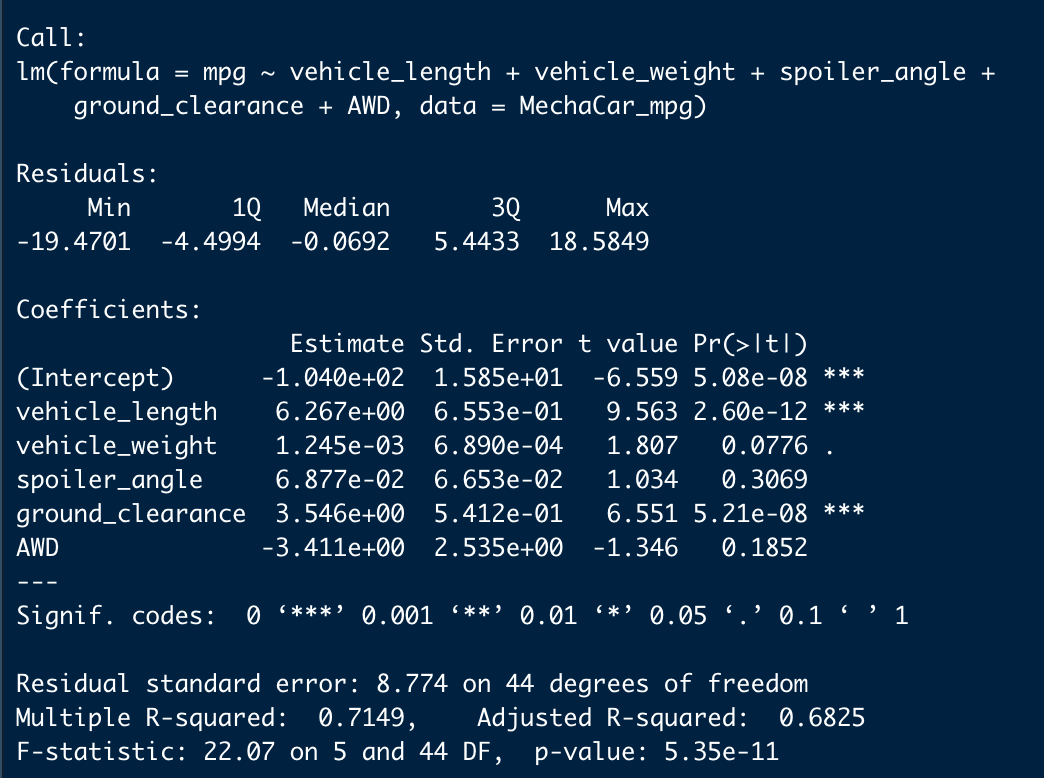 Call:
lm(formula = mpg ~ vehicle_length + vehicle_weight + spoiler_angle +
    ground_clearance + AWD, data = MechaCar_mpg)

Residuals:
     Min       1Q   Median       3Q      Max
-19.4701  -4.4994  -0.0692   5.4433  18.5849

Coefficients:
                   Estimate Std. Error t value Pr(>|t|)
(Intercept)      -1.040e+02  1.585e+01  -6.559 5.08e-08 ***
vehicle_length    6.267e+00  6.553e-01   9.563 2.60e-12 ***
vehicle_weight    1.245e-03  6.890e-04   1.807   0.0776 .
spoiler_angle     6.877e-02  6.653e-02   1.034   0.3069
ground_clearance  3.546e+00  5.412e-01   6.551 5.21e-08 ***
AWD              -3.411e+00  2.535e+00  -1.346   0.1852
---
Signif. codes:  0 ‘***’ 0.001 ‘**’ 0.01 ‘*’ 0.05 ‘.’ 0.1 ‘ ’ 1

Residual standard error: 8.774 on 44 degrees of freedom
Multiple R-squared:  0.7149,    Adjusted R-squared:  0.6825
F-statistic: 22.07 on 5 and 44 DF,  p-value: 5.35e-11